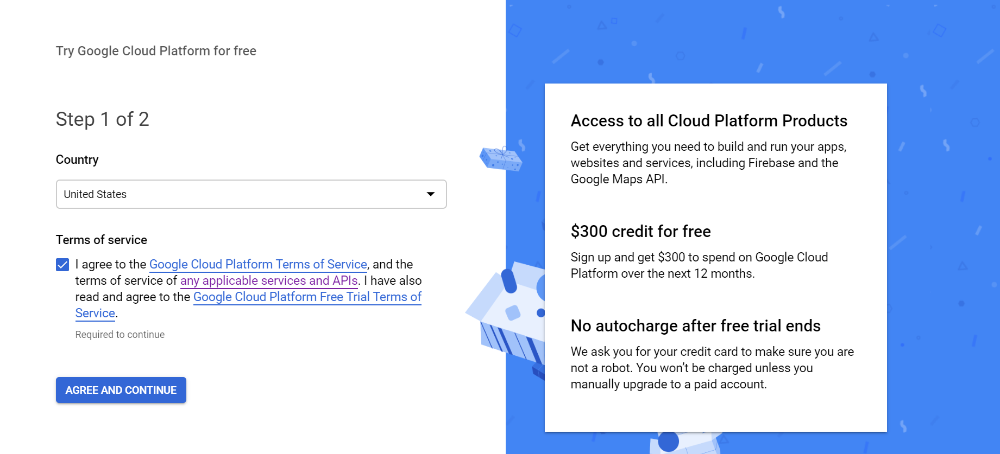 Try Google Cloud Platform for free
Step 1 of 2
Country
United States
Terms of service
I agree to the Google Cloud Platform Terms of Service, and the
terms of service of any applicable services and APIs. I have also
read and agree to the Google Cloud Platform Free Trial Terms of
Service.
Required to continue
AGREE AND CONTINUE
Access to all Cloud Platform Products
Get everything you need to build and run your apps,
websites and services, including Firebase and the
Google Maps API.
$300 credit for free
Sign up and get $300 to spend on Google Cloud
Platform over the next 12 months.
No autocharge after free trial ends
We ask you for your credit card to make sure you are
not a robot. You won’t be charged unless you
manually upgrade to a paid account.